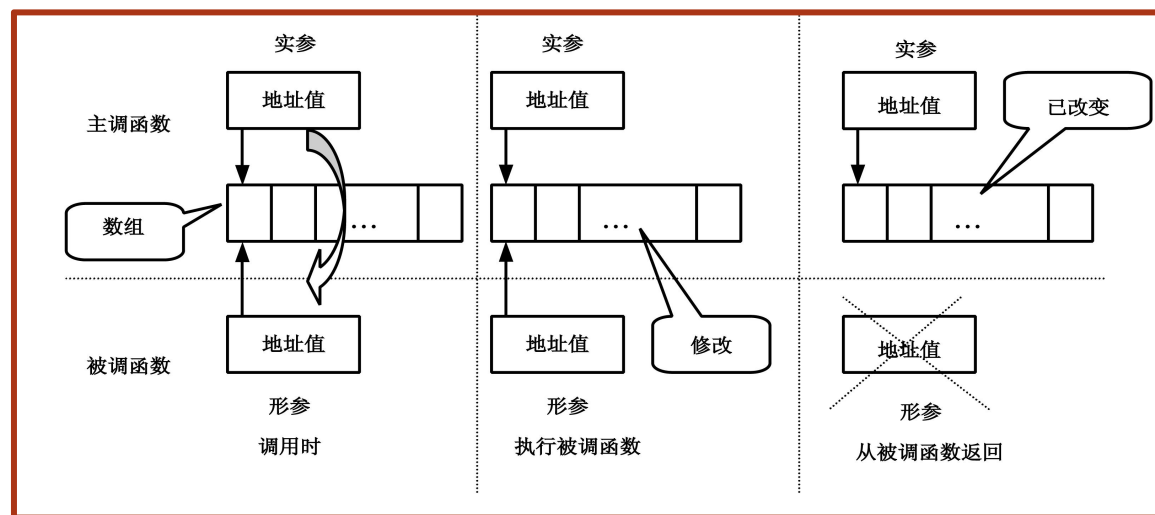 实参
实参
实参
地址值
地址值
地址值
已改变
主调函数
数组
…
…
…
地址值
地址值
修改
地址值
被调函数
形参
形参
形参
调用时
执行被调函数
从被调函数返回